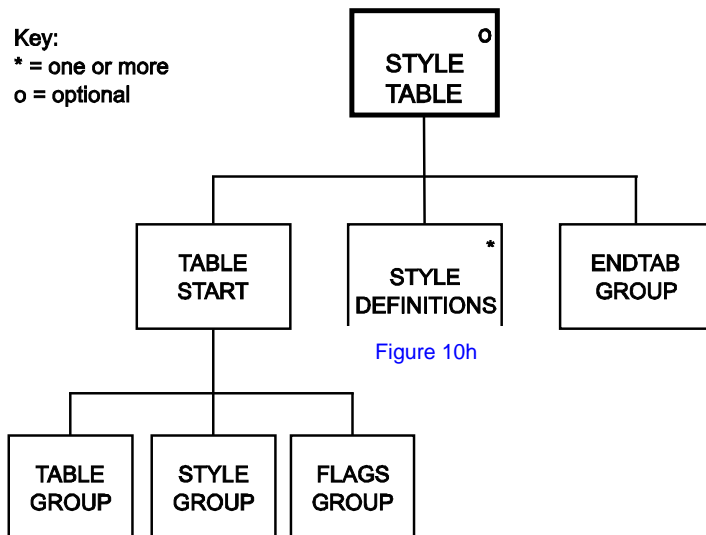 Key:
* = one or more
o = optional
o
STYLE
TABLE
TABLE
START
*
STYLE
DEFINITIONS
ENDTAB
GROUP
Figure 10h
TABLE
GROUP
STYLE
GROUP
FLAGS
GROUP